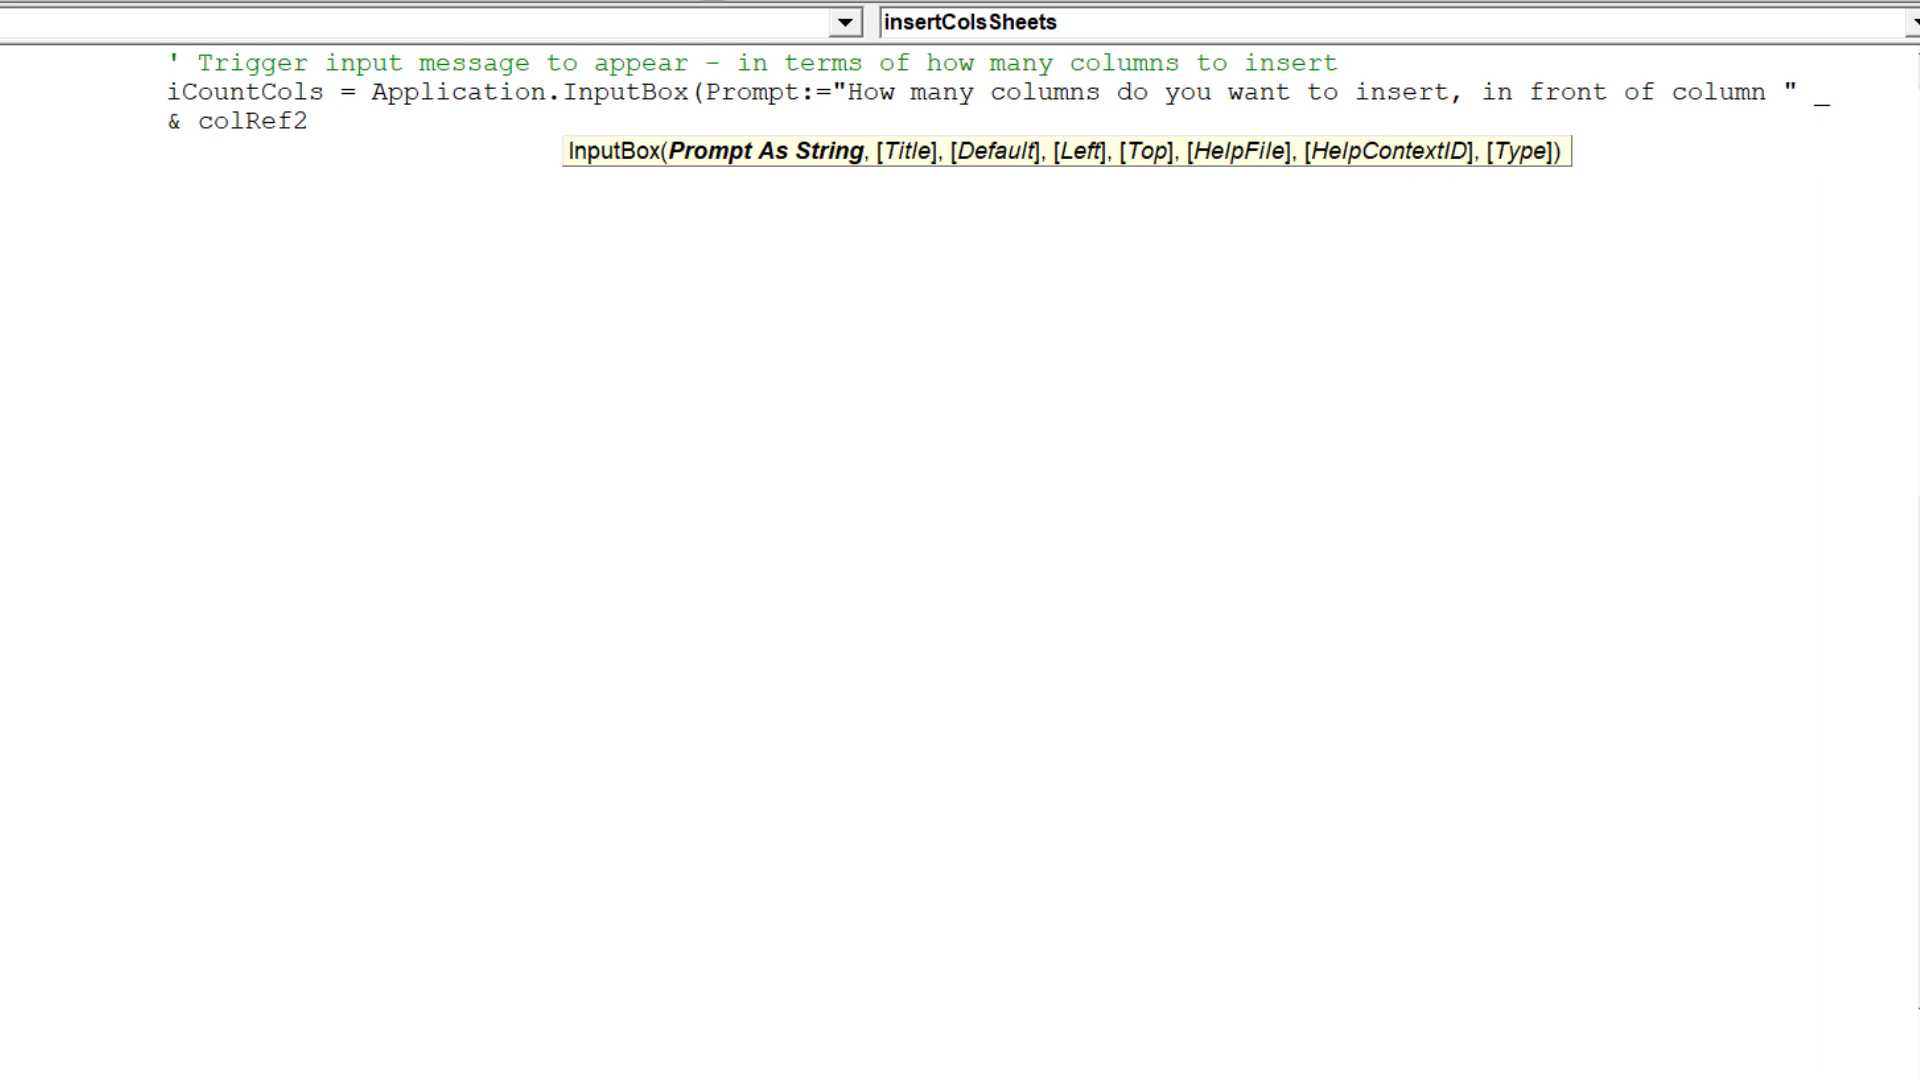 insertColsSheets
' Trigger input message to appear - in terms of how many columns to insert
iCountCols = Application.InputBox(Prompt:="How many columns do you want to insert, in front of column " _
& colRef2
InputBox(Prompt As String, [Title], [Default], [Left], [Top], [HelpFile], [HelpContextID], [Type])